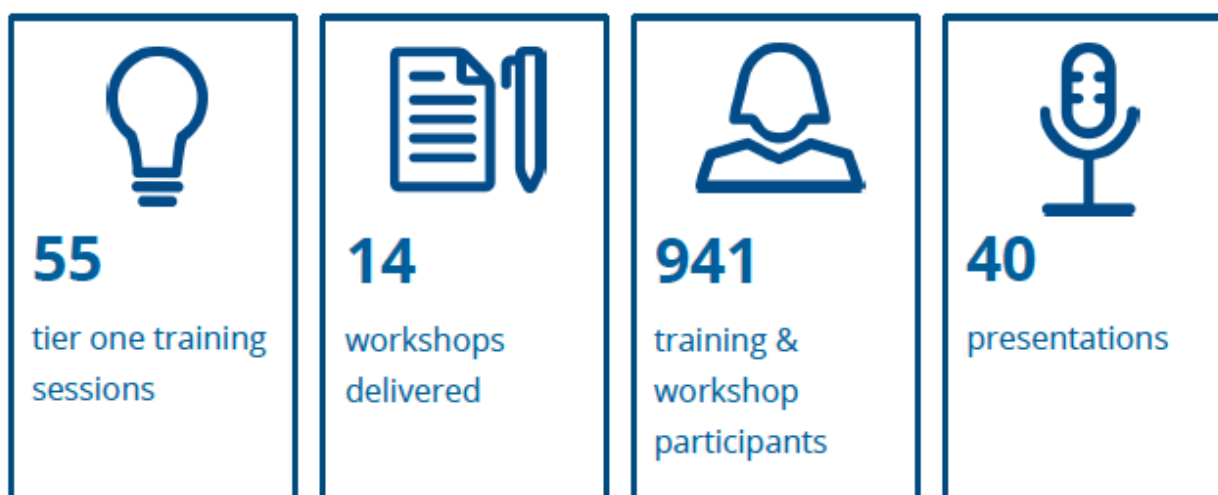 55
tier one training
sessions
14
workshops
delivered
941
training &
workshop
participants
40
presentations